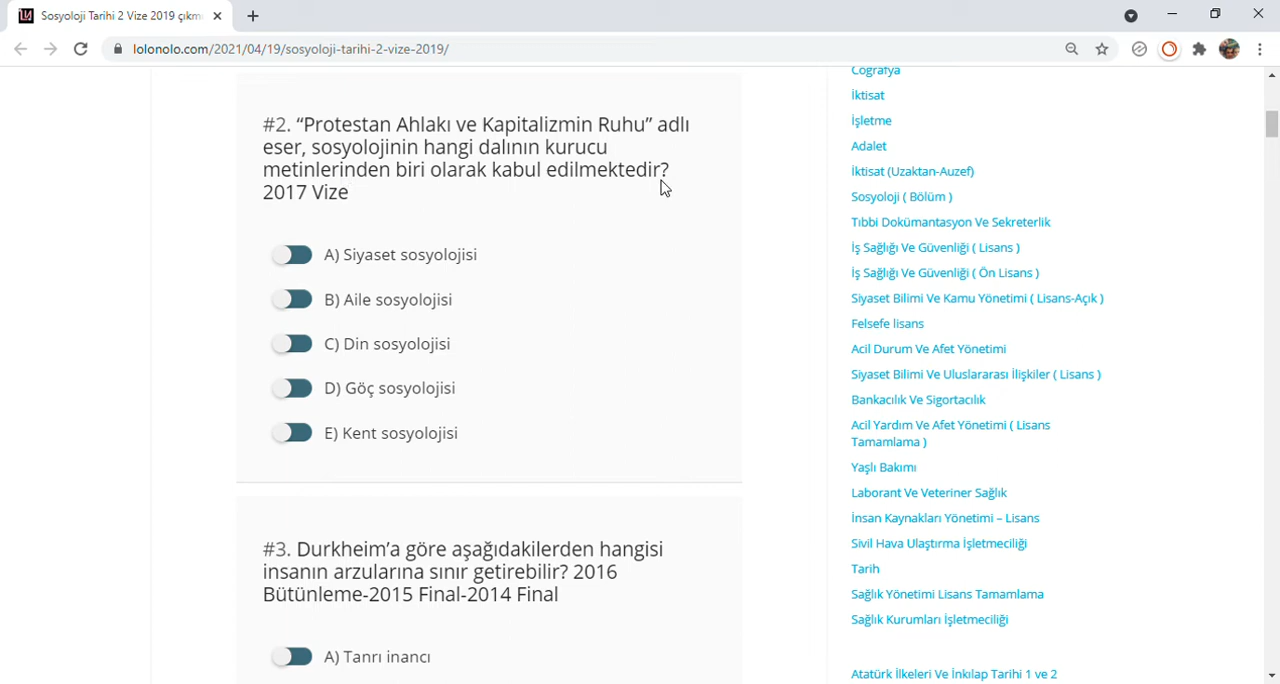 Sosyoloji Tarihi 2 Vize 2019 çıkm
lolonolo.com/2021/04/19/sosyoloji-tarihi-2-vize-2019/
#2. “Protestan Ahlakı ve Kapitalizmin Ruhu” adlı
eser, sosyolojinin hangi dalının kurucu
metinlerinden biri olarak kabul edilmektedir?
2017 Vize
A) Siyaset sosyolojisi
B) Aile sosyolojisi
C) Din sosyolojisi
D) Göç sosyolojisi
E) Kent sosyolojisi
#3. Durkheim’a göre aşağıdakilerden hangisi
insanın arzularına sınır getirebilir? 2016
Bütünleme-2015 Final-2014 Final
A) Tanrı inancı
Coğrafya
İktisat
İşletme
Adalet
İktisat (Uzaktan-Auzef)
Sosyoloji ( Bölüm )
Tıbbi Dokümantasyon Ve Sekreterlik
İş Sağlığı Ve Güvenliği ( Lisans )
İş Sağlığı Ve Güvenliği ( Ön Lisans )
Siyaset Bilimi Ve Kamu Yönetimi ( Lisans-Açık )
Felsefe lisans
Acil Durum Ve Afet Yönetimi
Siyaset Bilimi Ve Uluslararası İlişkiler ( Lisans )
Bankacılık Ve Sigortacılık
Acil Yardım Ve Afet Yönetimi ( Lisans
Tamamlama )
Yaşlı Bakımı
Laborant Ve Veteriner Sağlık
İnsan Kaynakları Yönetimi – Lisans
Sivil Hava Ulaştırma İşletmeciliği
Tarih
Sağlık Yönetimi Lisans Tamamlama
Sağlık Kurumları İşletmeciliği
Atatürk İlkeleri Ve İnkılap Tarihi 1 ve 2